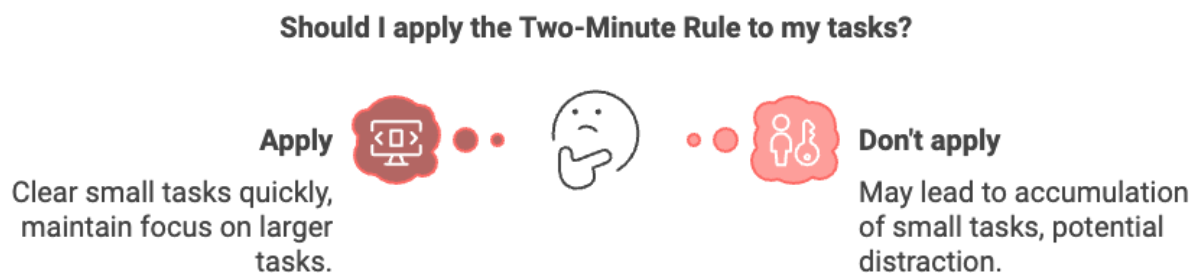 Should I apply the Two-Minute Rule to my tasks?
Apply
Clear small tasks quickly,
maintain focus on larger
tasks.
Don't apply
May lead to accumulation
of small tasks, potential
distraction.